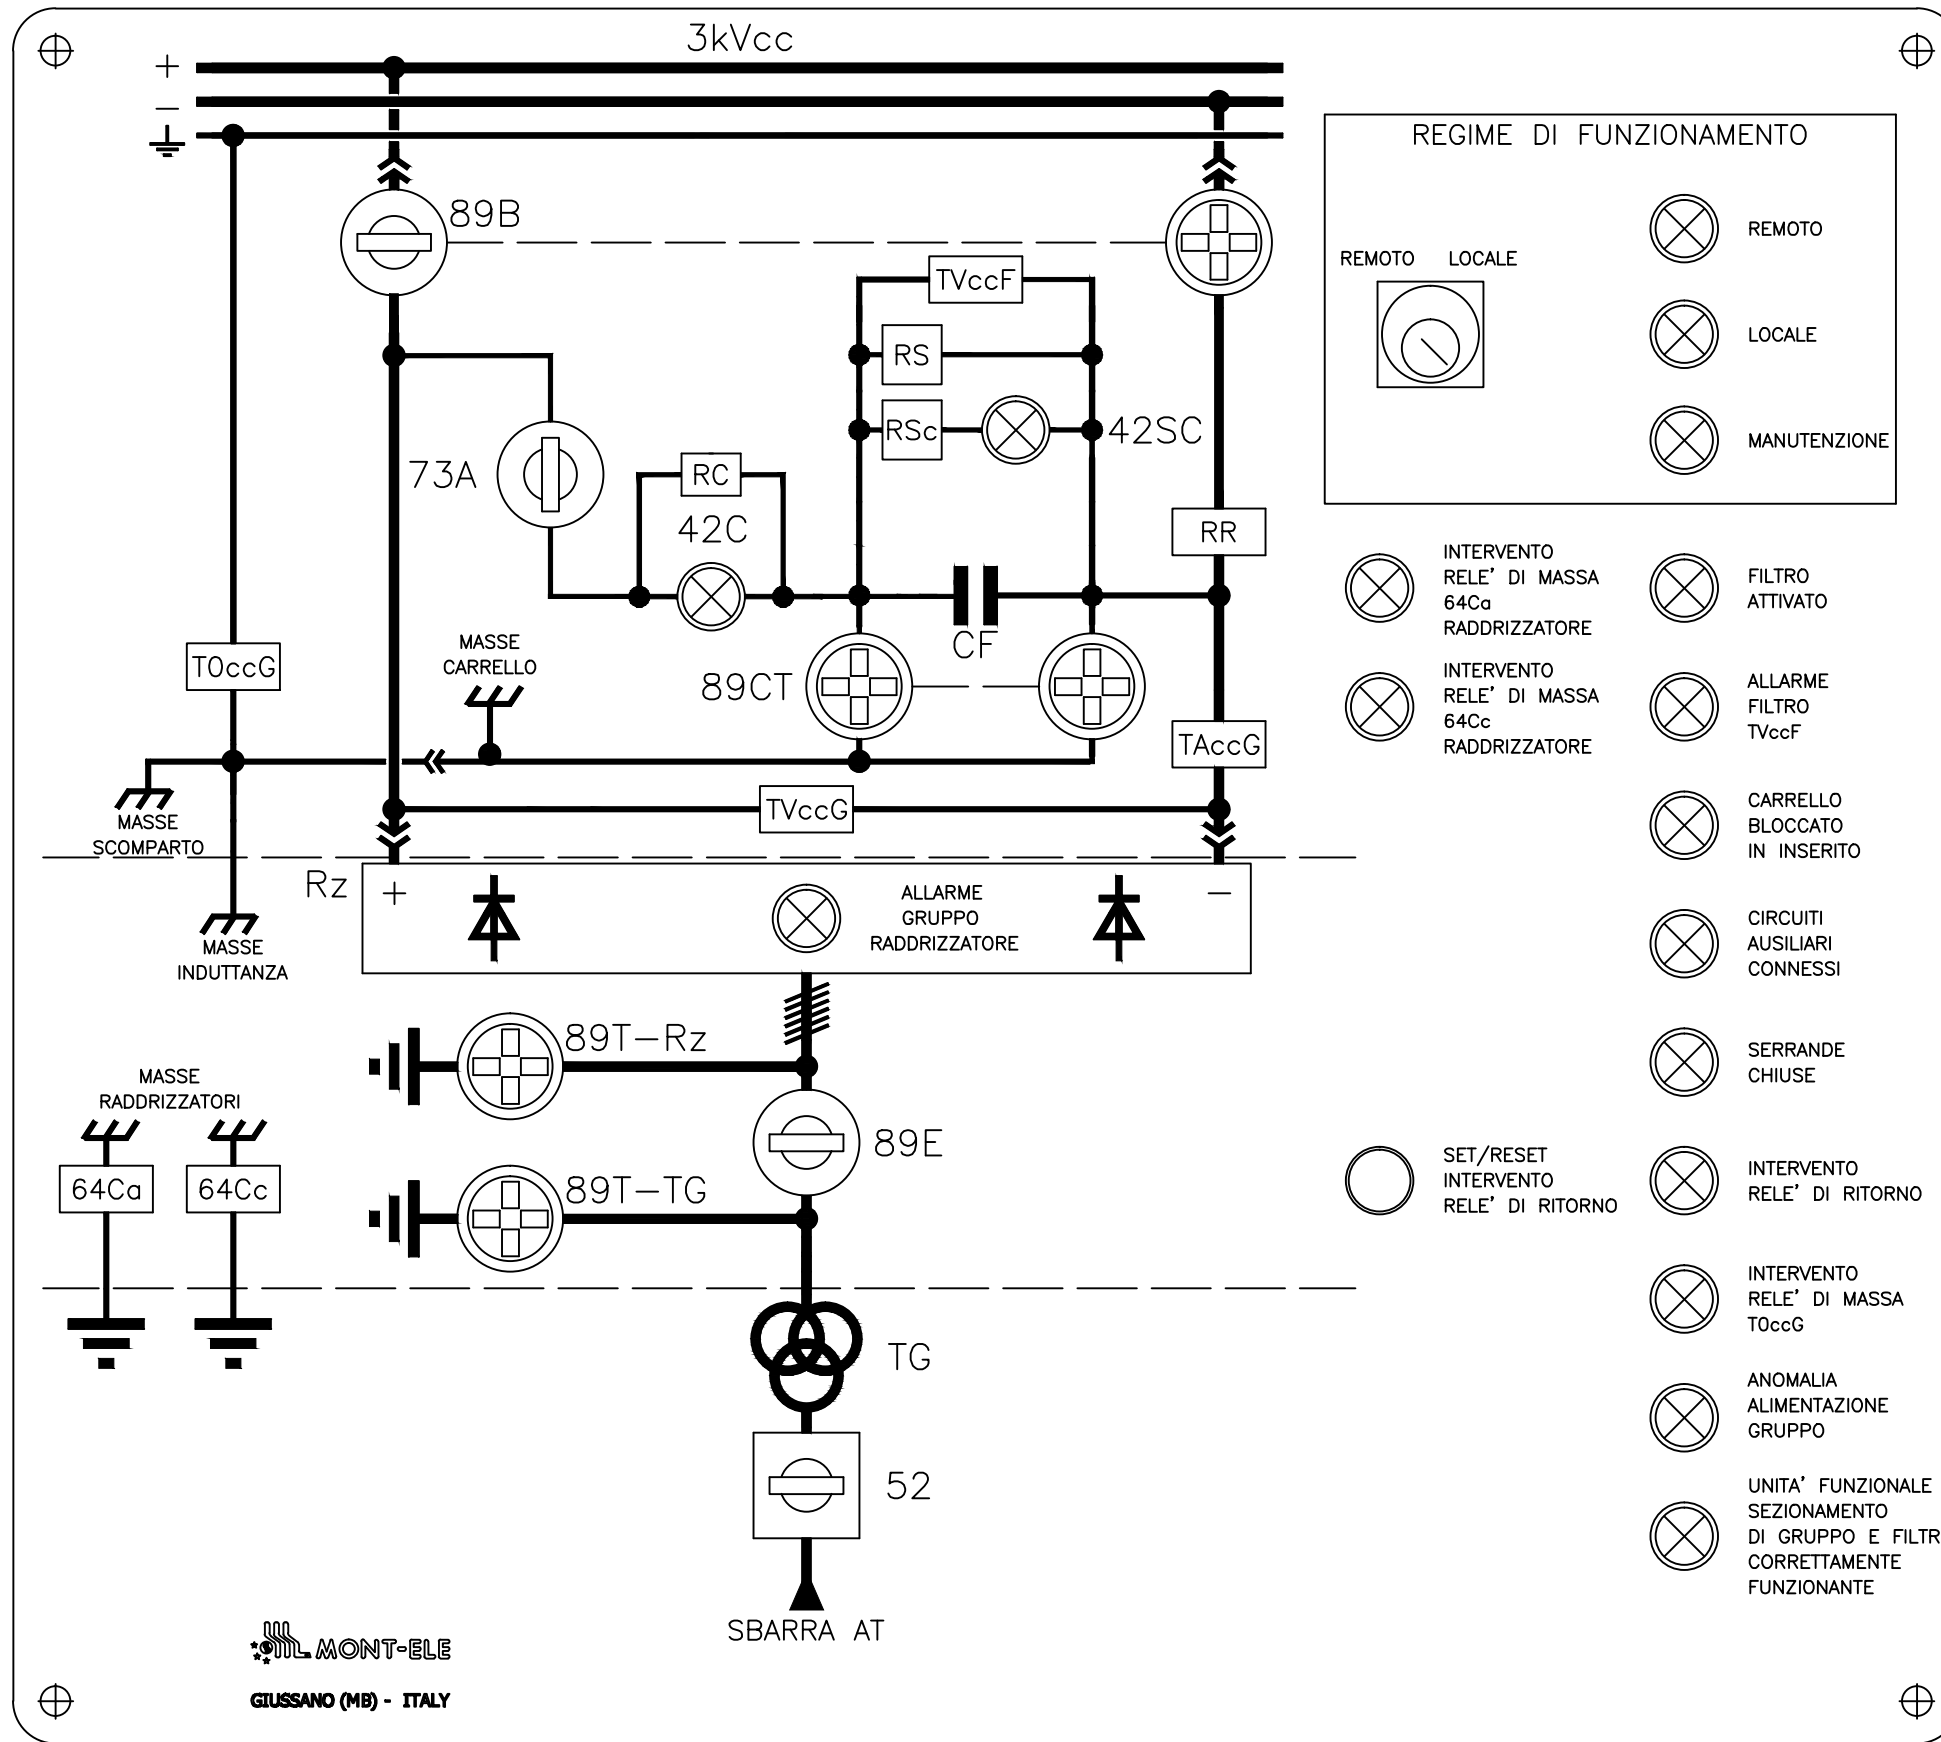 3kVcc
+
−
REGIME DI FUNZIONAMENTO
REMOTO LOCALE
REMOTO
LOCALE
MANUTENZIONE
89B
TVccF
RS
RSc
42SC
73A
RC
42C
RR
CF
89CT
TOccG
MASSE
CARRELLO
TAccG
TVccG
MASSE
SCOMPARTO
MASSE
INDUTTANZA
INTERVENTO
RELE' DI MASSA
64Ca
RADDRIZZATORE
FILTRO
ATTIVATO
INTERVENTO
RELE' DI MASSA
64Cc
RADDRIZZATORE
ALLARME
FILTRO
TVccF
CARRELLO
BLOCCATO
IN INSERITO
Rz
+
−
ALLARME
GRUPPO
RADDRIZZATORE
CIRCUITI
AUSILIARI
CONNESSI
89T-Rz
SERRANDE
CHIUSE
MASSE
RADDRIZZATORI
64Ca
64Cc
89E
89T-TG
SET/RESET
INTERVENTO
RELE' DI RITORNO
INTERVENTO
RELE' DI RITORNO
INTERVENTO
RELE' DI MASSA
TOccG
TG
ANOMALIA
ALIMENTAZIONE
GRUPPO
52
UNITA' FUNZIONALE
SEZIONAMENTO
DI GRUPPO E FILTR
CORRETTAMENTE
FUNZIONANTE
SBARRA AT
MONT-ELE
GIUSSANO (MB) - ITALY